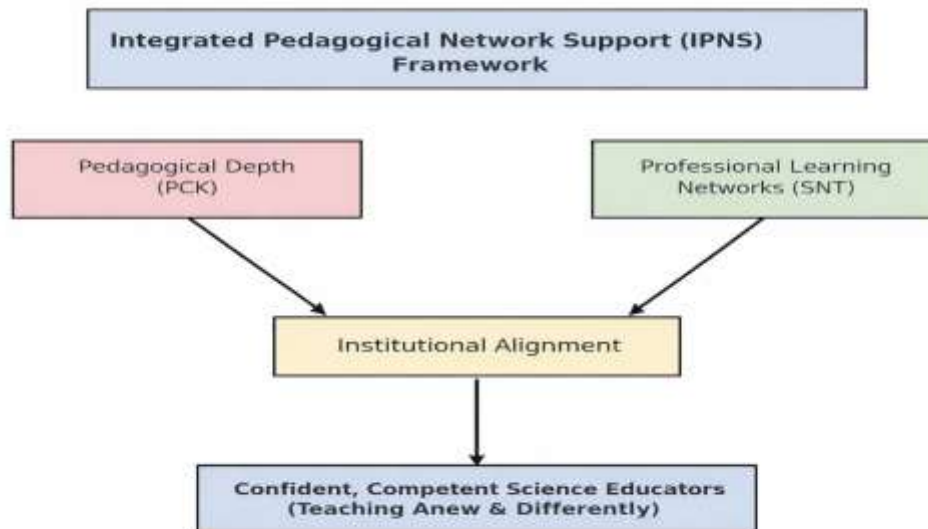 Integrated Pedagogical Network Support (IPNS)
Framework
Pedagogical Depth
(PCK)
Professional Learning
Networks (SNT)
Institutional Alignment
Confident, Competent Science Educators
(Teaching Anew & Differently)